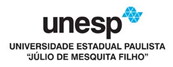 unesp
UNIVERSIDADE ESTADUAL PAULISTA
"JÚLIO DE MESQUITA FILHO"